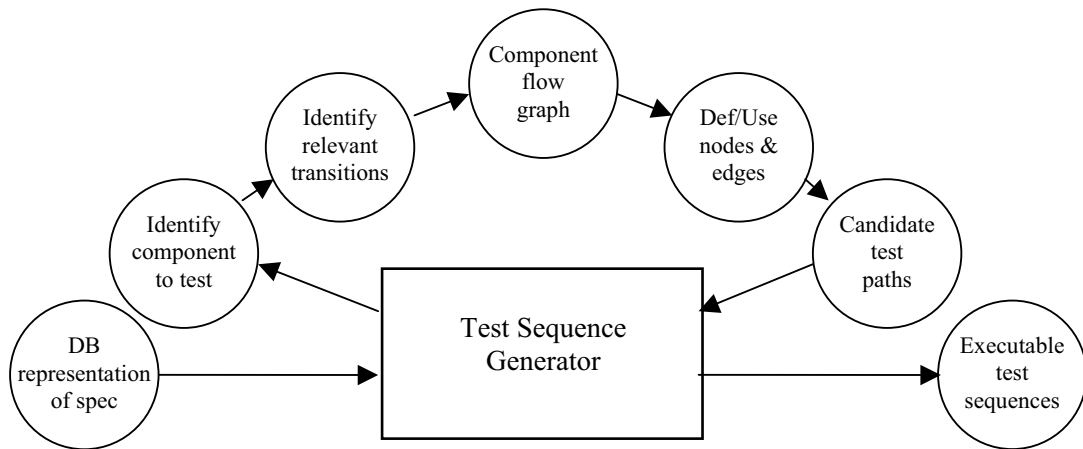 Component
flow
graph
Identify
relevant
transitions
Def/Use
nodes &
edges
Identify
component
to test
Candidate
test
paths
Test Sequence
Generator
DB
representation
of spec
Executable
test
sequences